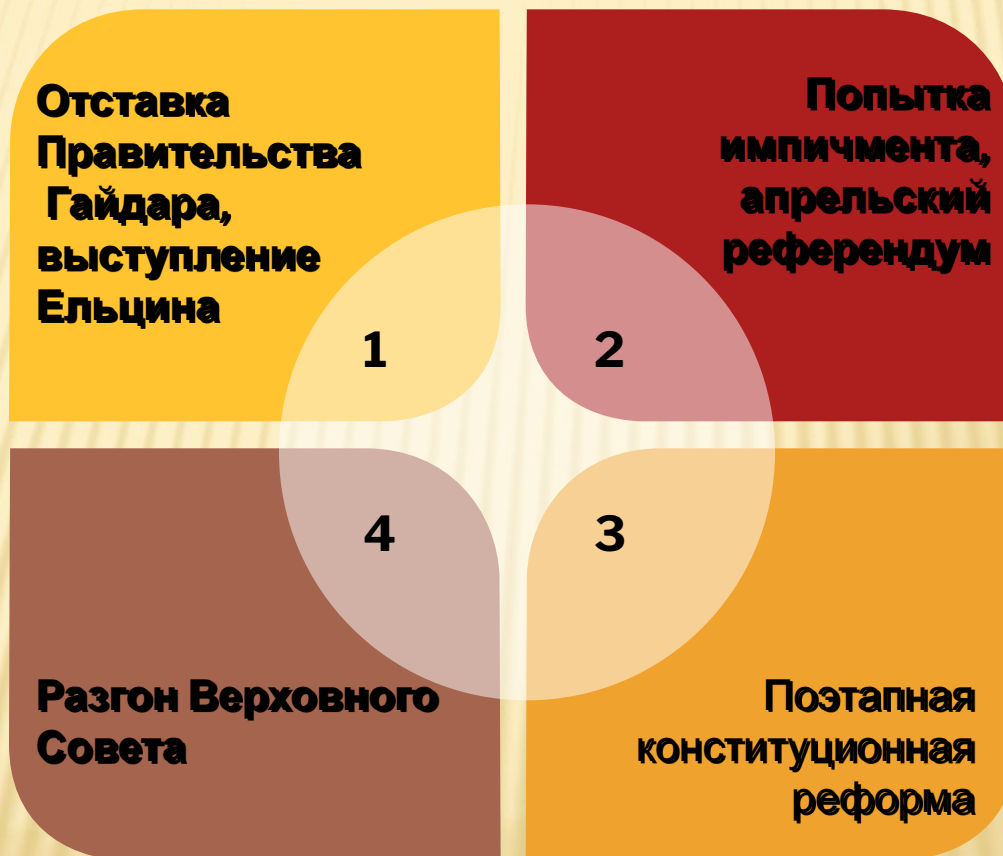 Отставка
Правительства
Гайдара,
выступление
Ельцина
1
Попытка
импичмента,
апрельский
референдум
2
3
Поэтапная
конституционная
реформа
4
Разгон Верховного
Совета